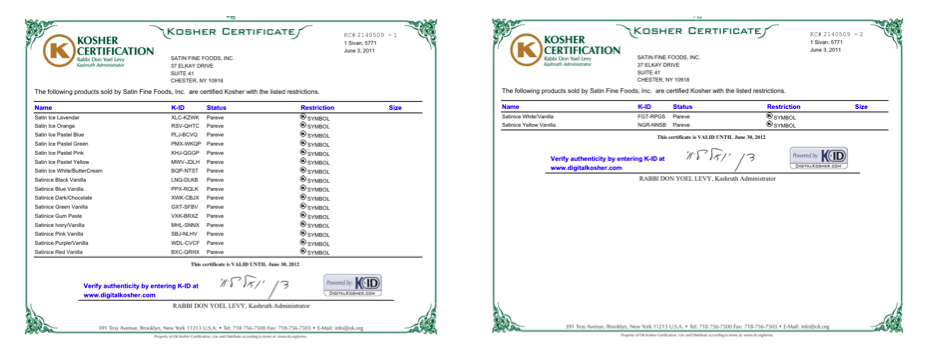 KOSHER CERTIFICATE
KC# 2140509 - 1
1 Sivan, 5771
June 3, 2011
K
KOSHER
CERTIFICATION
Rabbi Don Yoel Levy
Kashruth Administrator
SATIN FINE FOODS, INC.
37 ELKAY DRIVE
SUITE 41
CHESTER, NY 10918
The following products sold by Satin Fine Foods, Inc. are certified Kosher with the listed restrictions.
Name K-ID Status Restriction Size
Satin Ice Lavendar XLC-KZWK Pareve SYMBOL
Satin Ice Orange RSV-QHTC Pareve SYMBOL
Satin Ice Pastel Blue PLJ-BCVQ Pareve SYMBOL
Satin Ice Pastel Green PMX-WKQP Pareve SYMBOL
Satin Ice Pastel Pink KHJ-QGGP Pareve SYMBOL
Satin Ice Pastel Yellow MWV-JDLH Pareve SYMBOL
Satin Ice White/ButterCream BQP-NTST Pareve SYMBOL
Satinice Black Vanilla LNQ-DLKB Pareve SYMBOL
Satinice Blue Vanilla PPX-RQLK Pareve SYMBOL
Satinice Dark/Chocolate XWK-CBJX Pareve SYMBOL
Satinice Green Vanilla GXT-SFBV Pareve SYMBOL
Satinice Gum Paste VXK-BRXZ Pareve SYMBOL
Satinice Ivory/Vanilla MHL-SNNX Pareve SYMBOL
Satinice Pink Vanilla SBJ-NLHV Pareve SYMBOL
Satinice Purple/Vanilla WDL-CVCF Pareve SYMBOL
Satinice Red Vanilla BXC-QRHX Pareve SYMBOL
This certificate is VALID UNTIL June 30, 2012
Verify authenticity by entering K-ID at
www.digitalkosher.com
Powered by: KID
DIGITALKOSHER.COM
RABBI DON YOEL LEVY, Kashruth Administrator
391 Troy Avenue, Brooklyn, New York 11213 U.S.A. • Tel: 718-756-7500 Fax: 718-756-7503 • E-Mail: info@ok.org
Property of OK Kosher Certification. Use and Distribute according to terms at: www.ok.org/terms
KOSHER CERTIFICATE
KC# 2140509 - 2
1 Sivan, 5771
June 3, 2011
K
KOSHER
CERTIFICATION
Rabbi Don Yoel Levy
Kashruth Administrator
SATIN FINE FOODS, INC.
37 ELKAY DRIVE
SUITE 41
CHESTER, NY 10918
The following products sold by Satin Fine Foods, Inc. are certified Kosher with the listed restrictions.
Name K-ID Status Restriction Size
Satinice White/Vanilla FGT-RPGS Pareve SYMBOL
Satinice Yellow Vanilla NGR-NNSB Pareve SYMBOL
This certificate is VALID UNTIL June 30, 2012
Verify authenticity by entering K-ID at
www.digitalkosher.com
Powered by: KID
DIGITALKOSHER.COM
RABBI DON YOEL LEVY, Kashruth Administrator
391 Troy Avenue, Brooklyn, New York 11213 U.S.A. • Tel: 718-756-7500 Fax: 718-756-7503 • E-Mail: info@ok.org
Property of OK Kosher Certification. Use and Distribute according to terms at: www.ok.org/terms